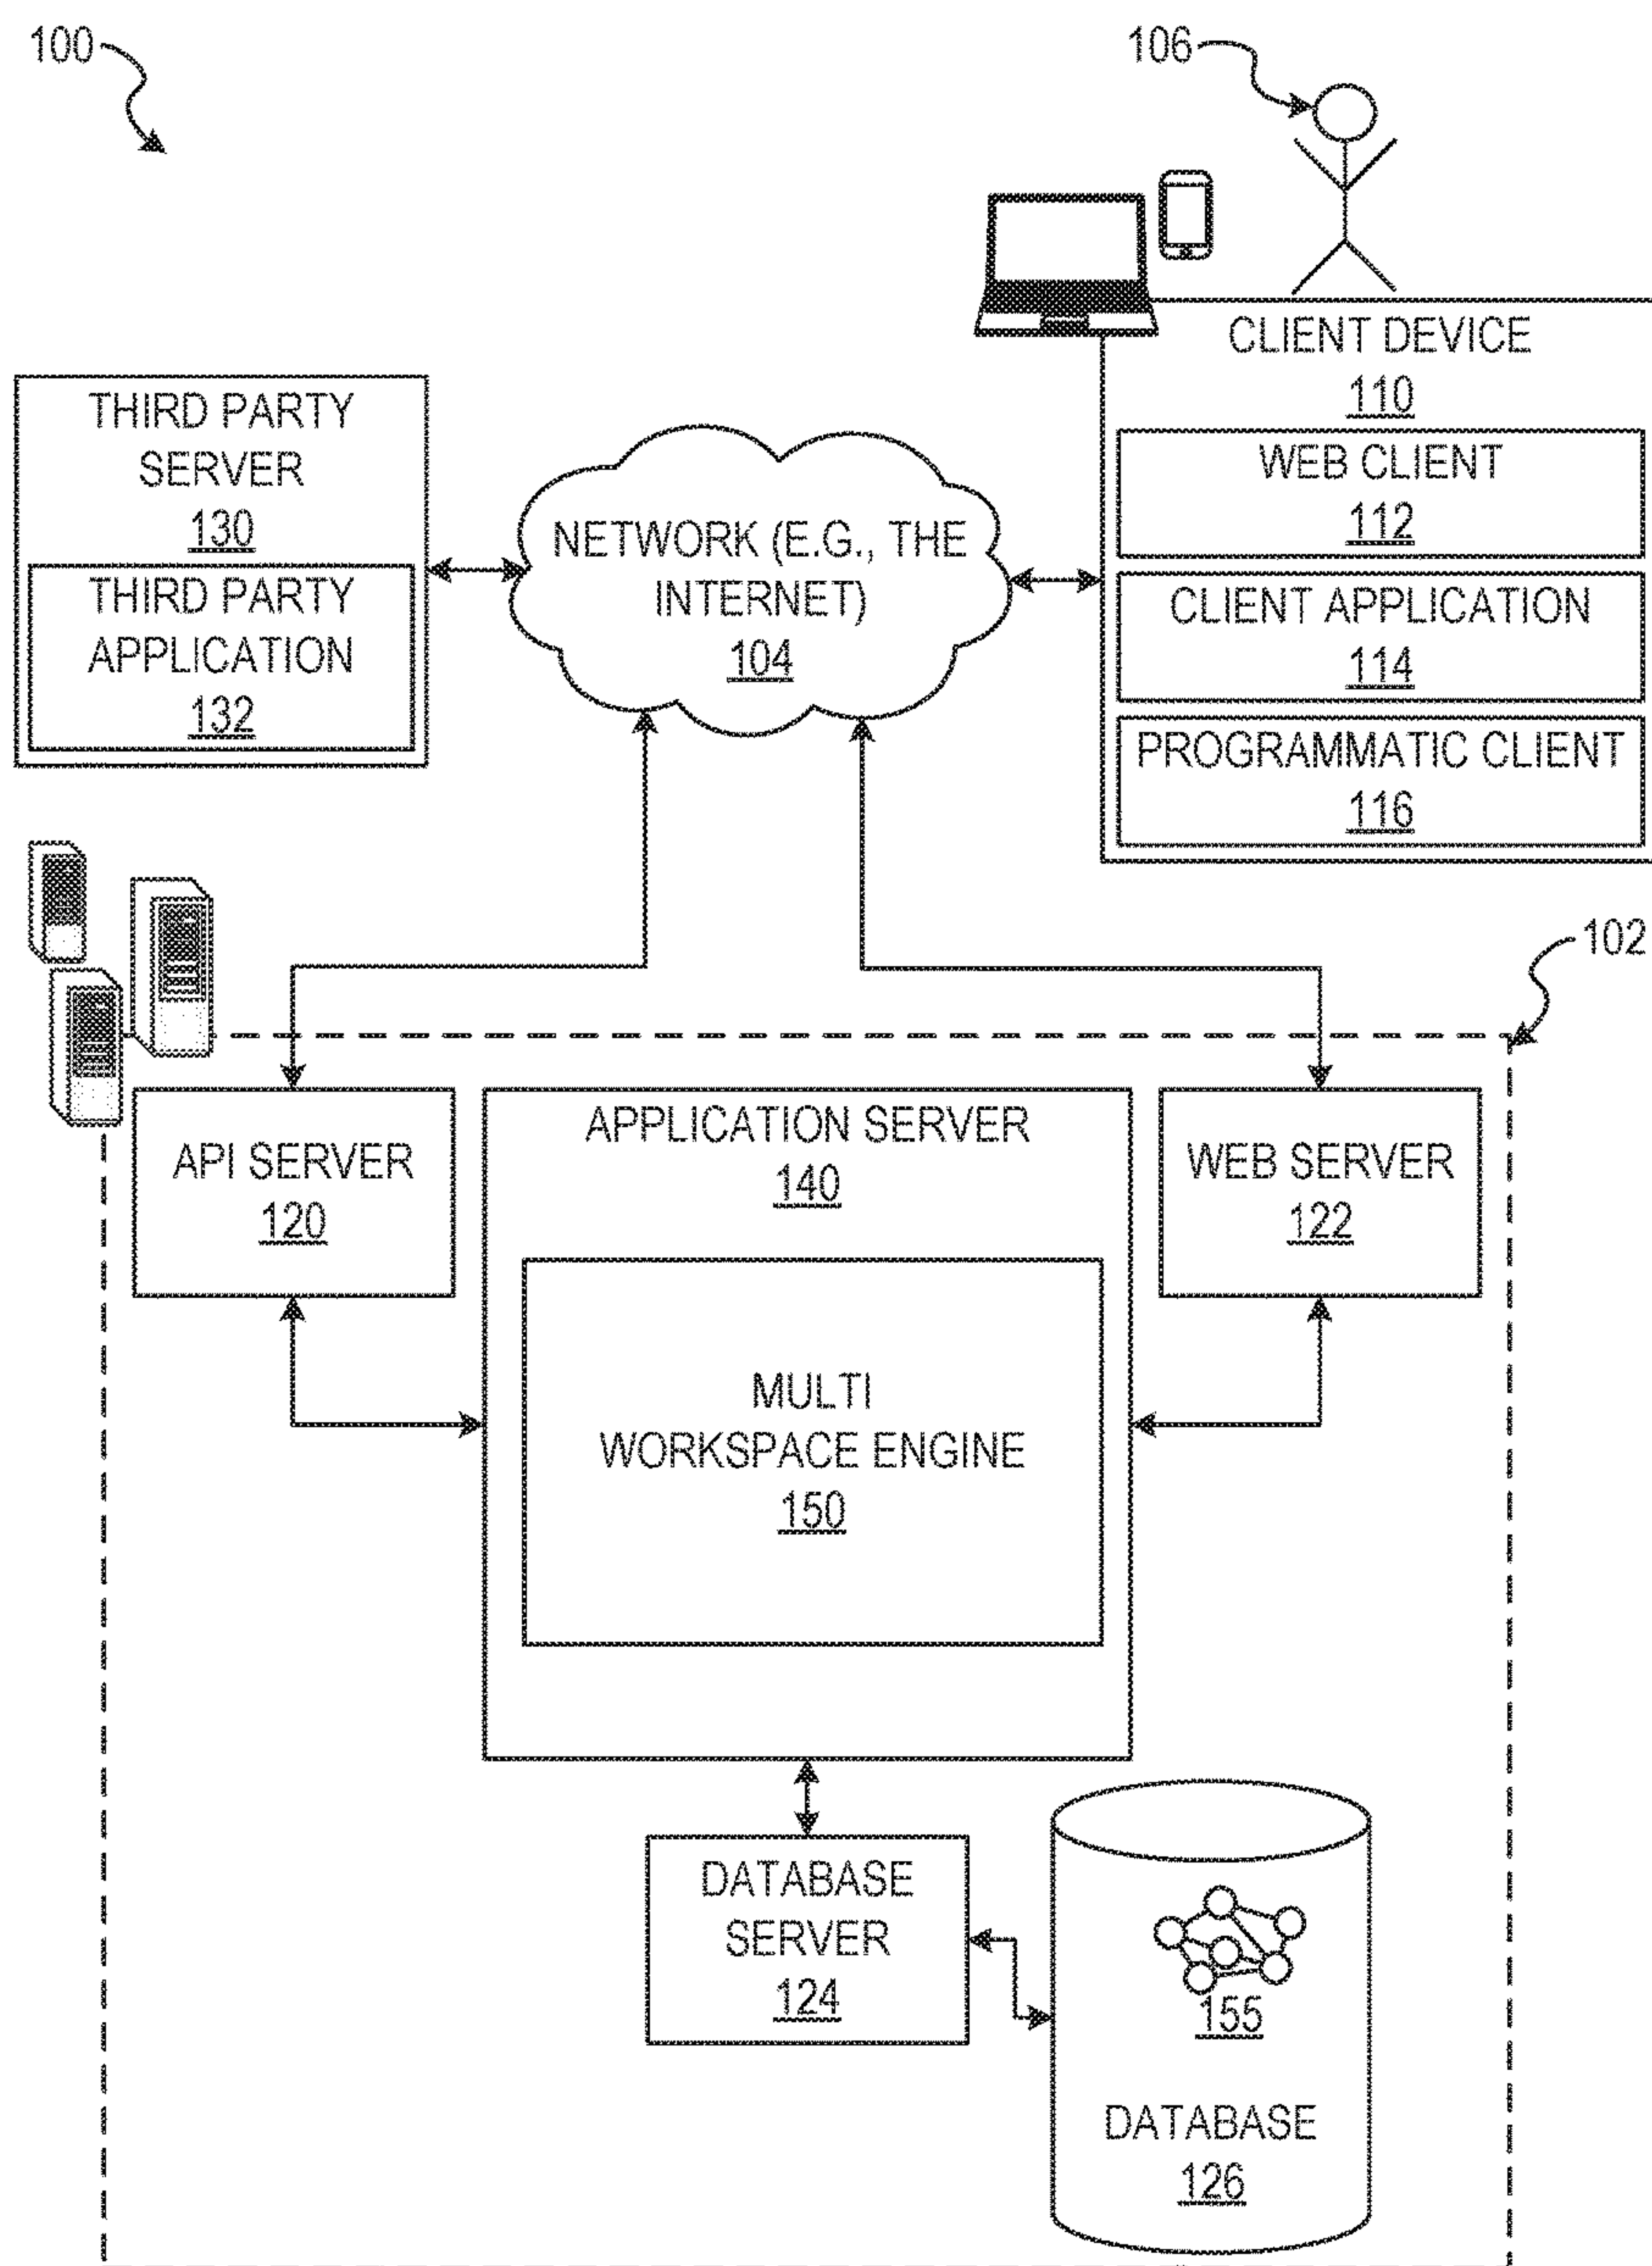 100
106
CLIENT DEVICE
110
WEB CLIENT
112
CLIENT APPLICATION
114
PROGRAMMATIC CLIENT
116
THIRD PARTY
SERVER
130
THIRD PARTY
APPLICATION
132
NETWORK (E.G., THE
INTERNET)
104
102
API SERVER
120
APPLICATION SERVER
140
MULTI
WORKSPACE ENGINE
150
WEB SERVER
122
DATABASE
SERVER
124
155
DATABASE
126